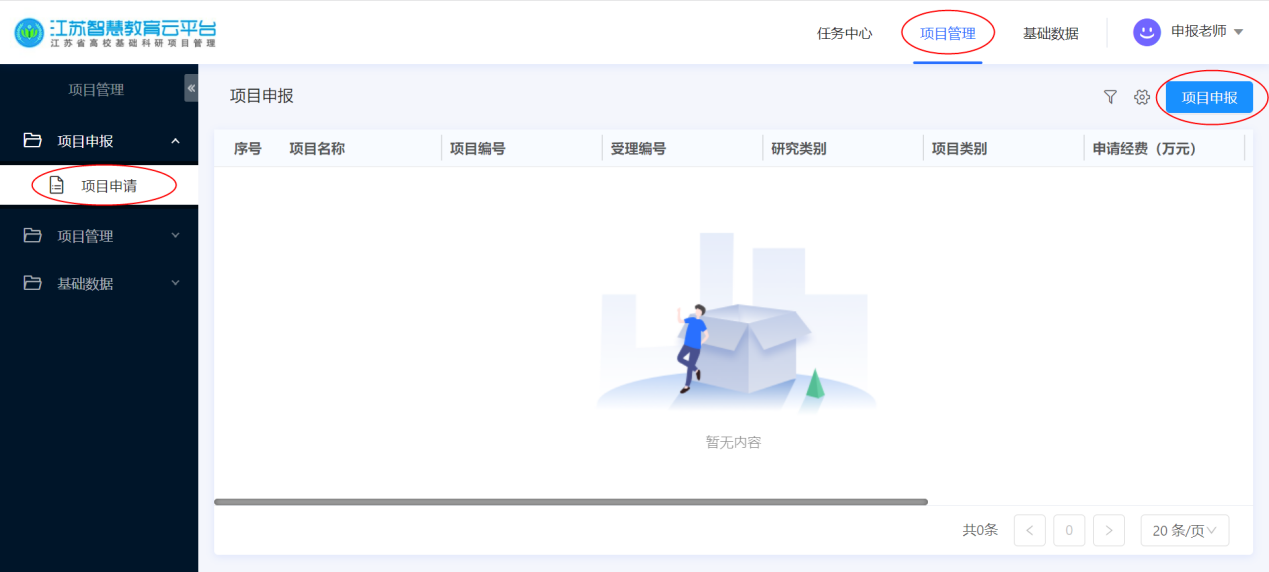 江苏智慧教育云平台
江苏省高校基础科研项目管理
任务中心 项目管理 基础数据 申报老师
项目管理 «
项目申报
项目申请
项目管理
基础数据
项目申报 项目申报
序号 项目名称 项目编号 受理编号 研究类别 项目类别 申请经费（万元）
暂无内容
共0条 < 0 > 20 条/页